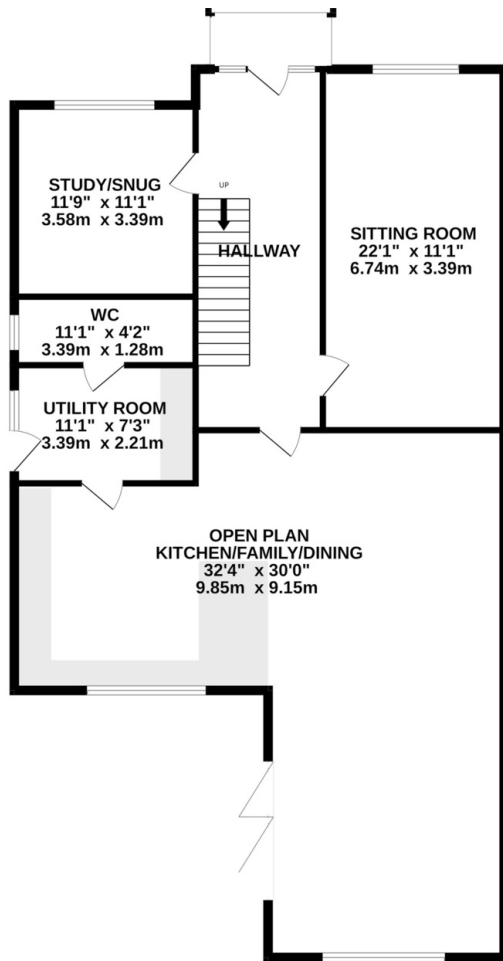 UP
STUDY/SNUG
11'9" x 11'1"
3.58m x 3.39m
HALLWAY
SITTING ROOM
22'1" x 11'1"
6.74m x 3.39m
WC
11'1" x 4'2"
3.39m x 1.28m
UTILITY ROOM
11'1" x 7'3"
3.39m x 2.21m
OPEN PLAN
KITCHEN/FAMILY/DINING
32'4" x 30'0"
9.85m x 9.15m